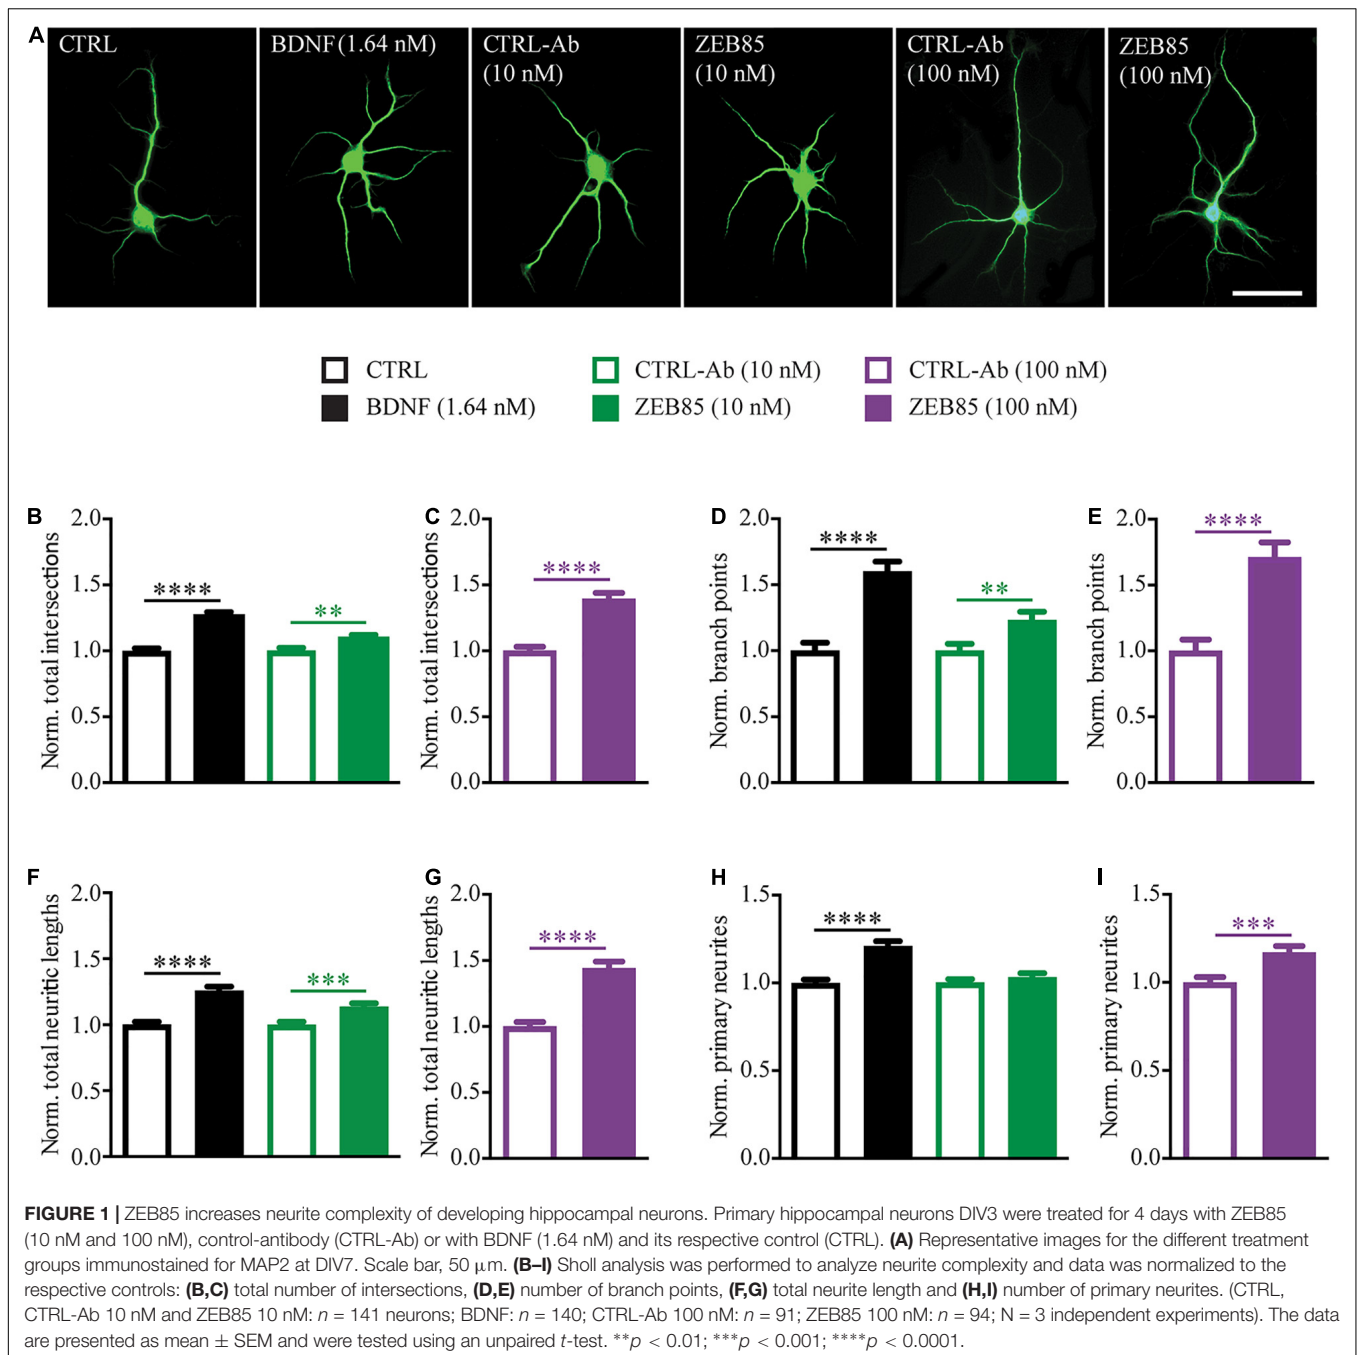 A
CTRL
BDNF (1.64 nM)
CTRL-Ab
(10 nM)
ZEB85
(10 nM)
CTRL-Ab
(100 nM)
ZEB85
(100 nM)
CTRL
CTRL-Ab (10 nM)
CTRL-Ab (100 nM)
BDNF (1.64 nM)
ZEB85 (10 nM)
ZEB85 (100 nM)
B
Norm. total intersections
2.0
1.5
1.0
0.5
0.0
****
**
C
Norm. total intersections
2.0
1.5
1.0
0.5
0.0
****
D
Norm. branch points
2.0
1.5
1.0
0.5
0.0
****
**
E
Norm. branch points
2.0
1.5
1.0
0.5
0.0
****
F
Norm. total neuritic lengths
2.0
1.5
1.0
0.5
0.0
****
***
G
Norm. total neuritic lengths
2.0
1.5
1.0
0.5
0.0
****
H
Norm. primary neurites
1.5
1.0
0.5
0.0
****
I
Norm. primary neurites
1.5
1.0
0.5
0.0
***
FIGURE 1 | ZEB85 increases neurite complexity of developing hippocampal neurons. Primary hippocampal neurons DIV3 were treated for 4 days with ZEB85
(10 nM and 100 nM), control-antibody (CTRL-Ab) or with BDNF (1.64 nM) and its respective control (CTRL). (A) Representative images for the different treatment
groups immunostained for MAP2 at DIV7. Scale bar, 50 μm. (B–I) Sholl analysis was performed to analyze neurite complexity and data was normalized to the
respective controls: (B,C) total number of intersections, (D,E) number of branch points, (F,G) total neurite length and (H,I) number of primary neurites. (CTRL,
CTRL-Ab 10 nM and ZEB85 10 nM: n = 141 neurons; BDNF: n = 140; CTRL-Ab 100 nM: n = 91; ZEB85 100 nM: n = 94; N = 3 independent experiments). The data
are presented as mean ± SEM and were tested using an unpaired t-test. **p < 0.01; ***p < 0.001; ****p < 0.0001.